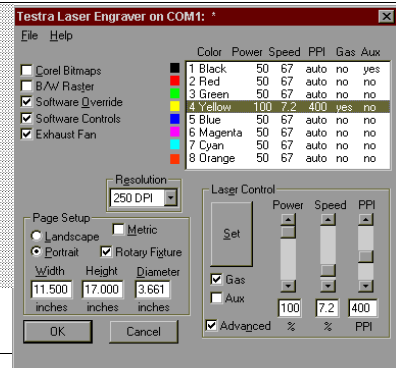 Testra Laser Engraver on COM1: *
File Help
Color Power Speed PPI Gas Aux
Corel Bitmaps
B/W Raster
Software Override
Software Controls
Exhaust Fan
1 Black 50 67 auto no yes
2 Red 50 67 auto no no
3 Green 50 67 auto no no
4 Yellow 100 7.2 400 yes no
5 Blue 50 67 auto no no
6 Magenta 50 67 auto no no
7 Cyan 50 67 auto no no
8 Orange 50 67 auto no no
Resolution
250 DPI
Page Setup
Landscape
Metric
Portrait
Rotary Fixture
Width Height Diameter
11.500 17.000 3.661
inches inches inches
OK Cancel
Laser Control
Power Speed PPI
Set
Gas
Aux
100 7.2 400
Advanced % % PPI